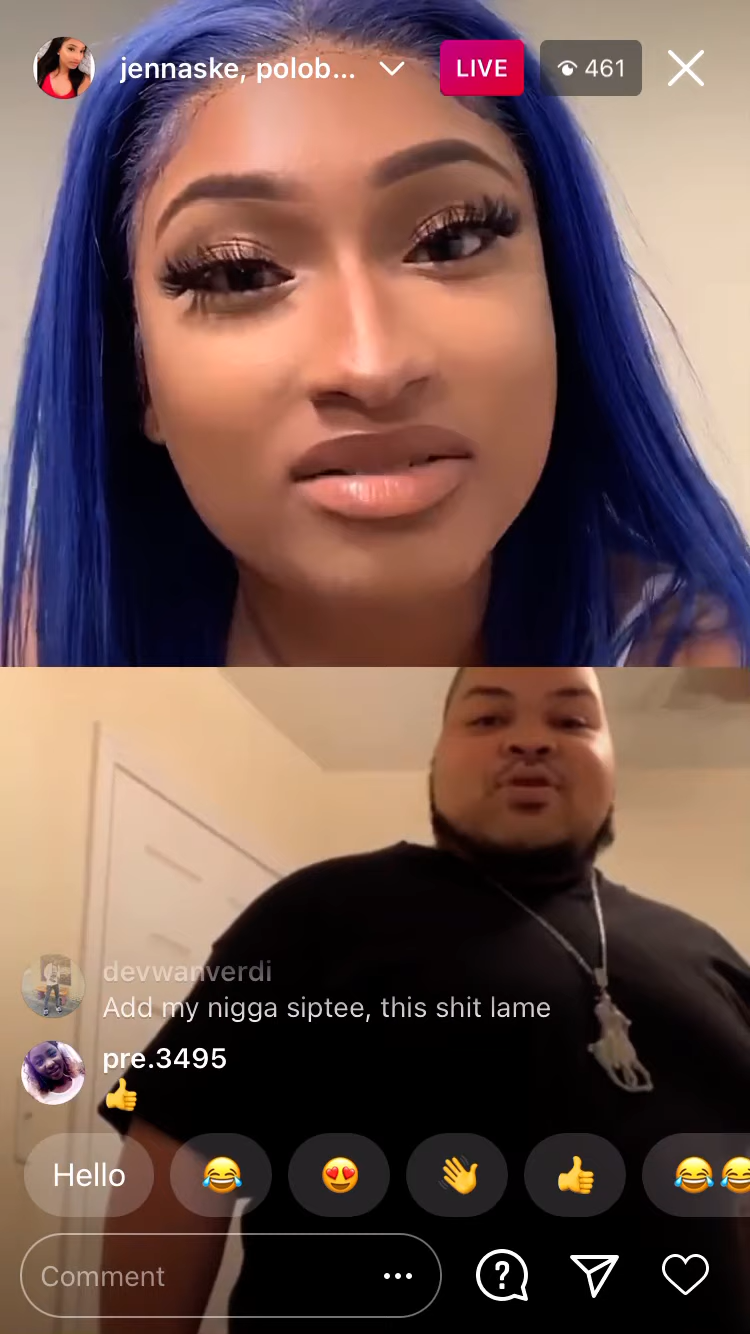 jennaske, polob...
LIVE
461
devwanverdi
Add my nigga siptee, this shit lame
pre.3495
👍
Hello
😂
😍
👋
👍
😂😂
Comment